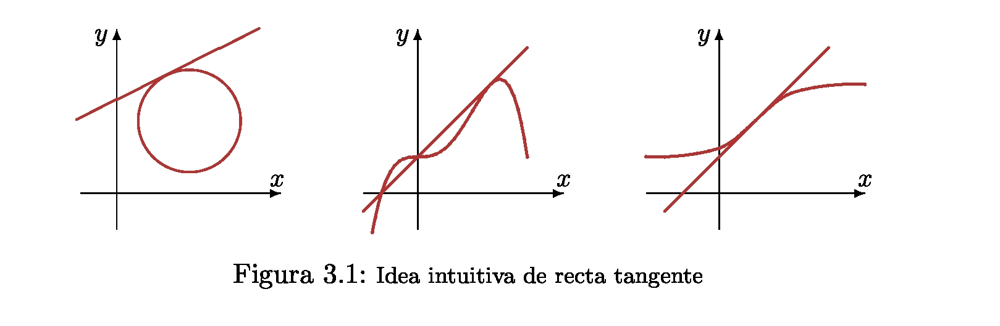 y y y
x x x
Figura 3.1: Idea intuitiva de recta tangente